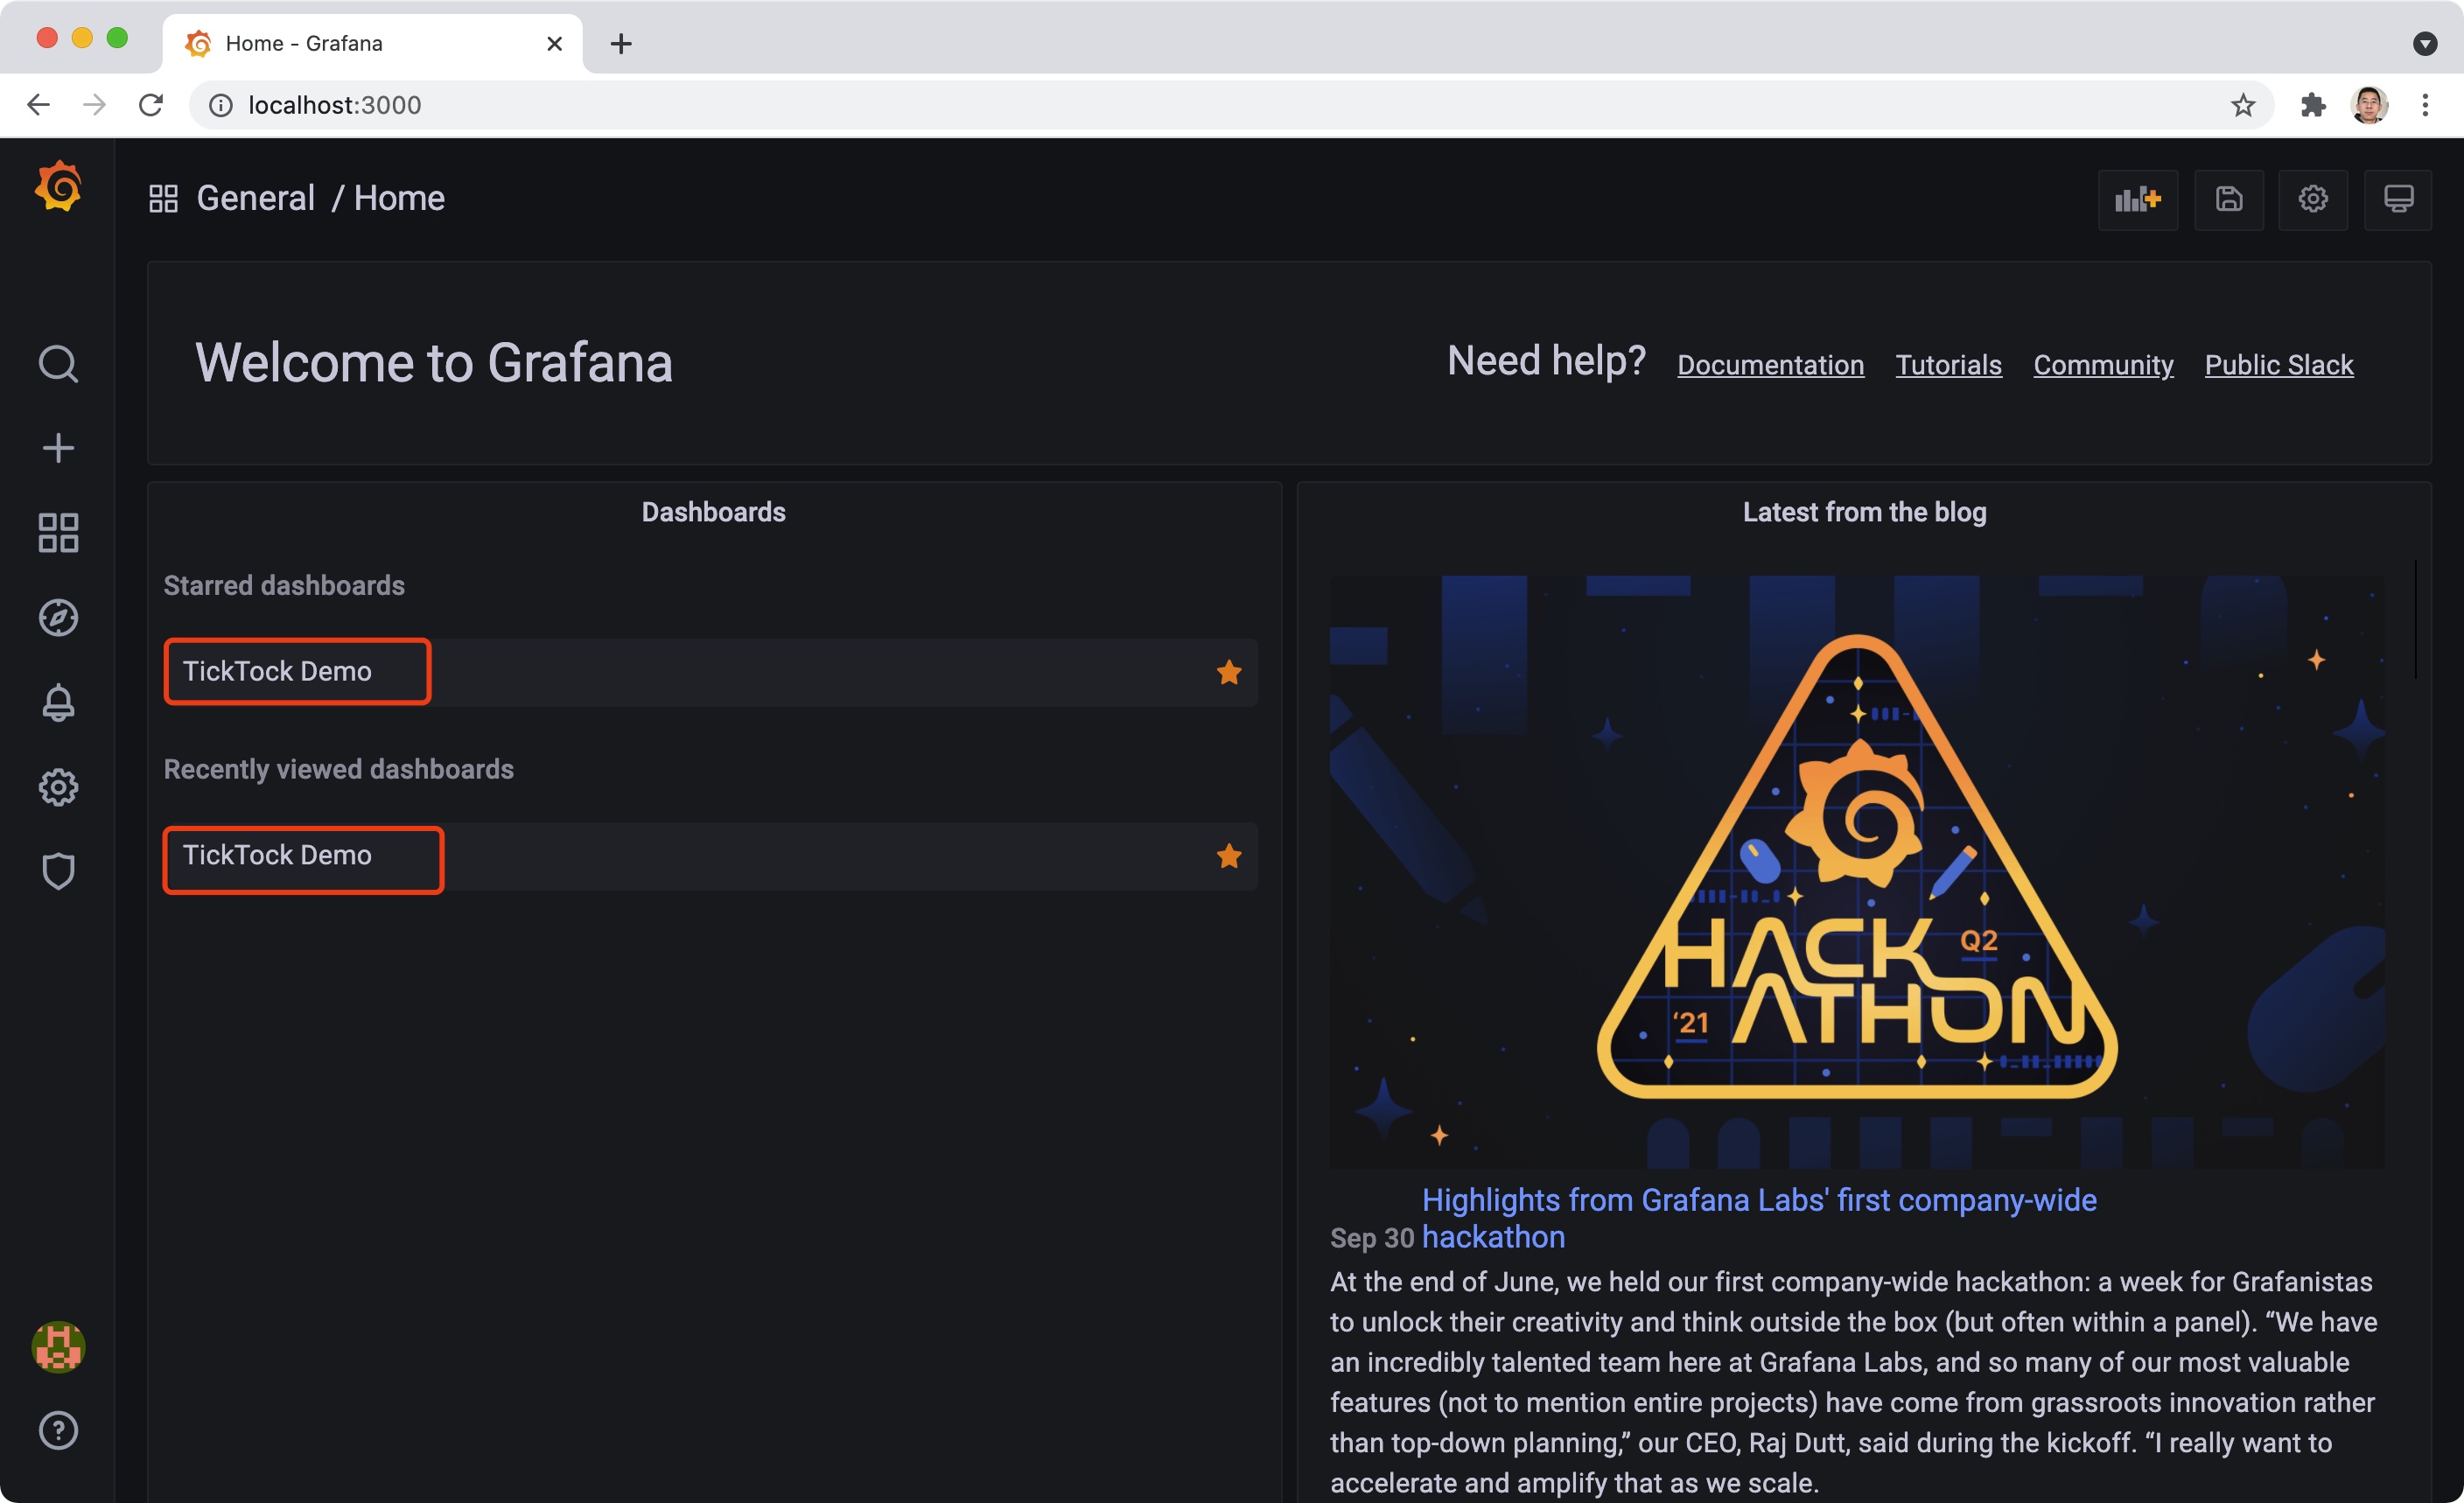 Home - Grafana
localhost:3000
General / Home
Welcome to Grafana
Need help? Documentation Tutorials Community Public Slack
Dashboards
Starred dashboards
TickTock Demo
Recently viewed dashboards
TickTock Demo
Latest from the blog
HACK Q2
'21 ATHON
Highlights from Grafana Labs' first company-wide
Sep 30 hackathon
At the end of June, we held our first company-wide hackathon: a week for Grafanistas
to unlock their creativity and think outside the box (but often within a panel). “We have
an incredibly talented team here at Grafana Labs, and so many of our most valuable
features (not to mention entire projects) have come from grassroots innovation rather
than top-down planning,” our CEO, Raj Dutt, said during the kickoff. “I really want to
accelerate and amplify that as we scale.